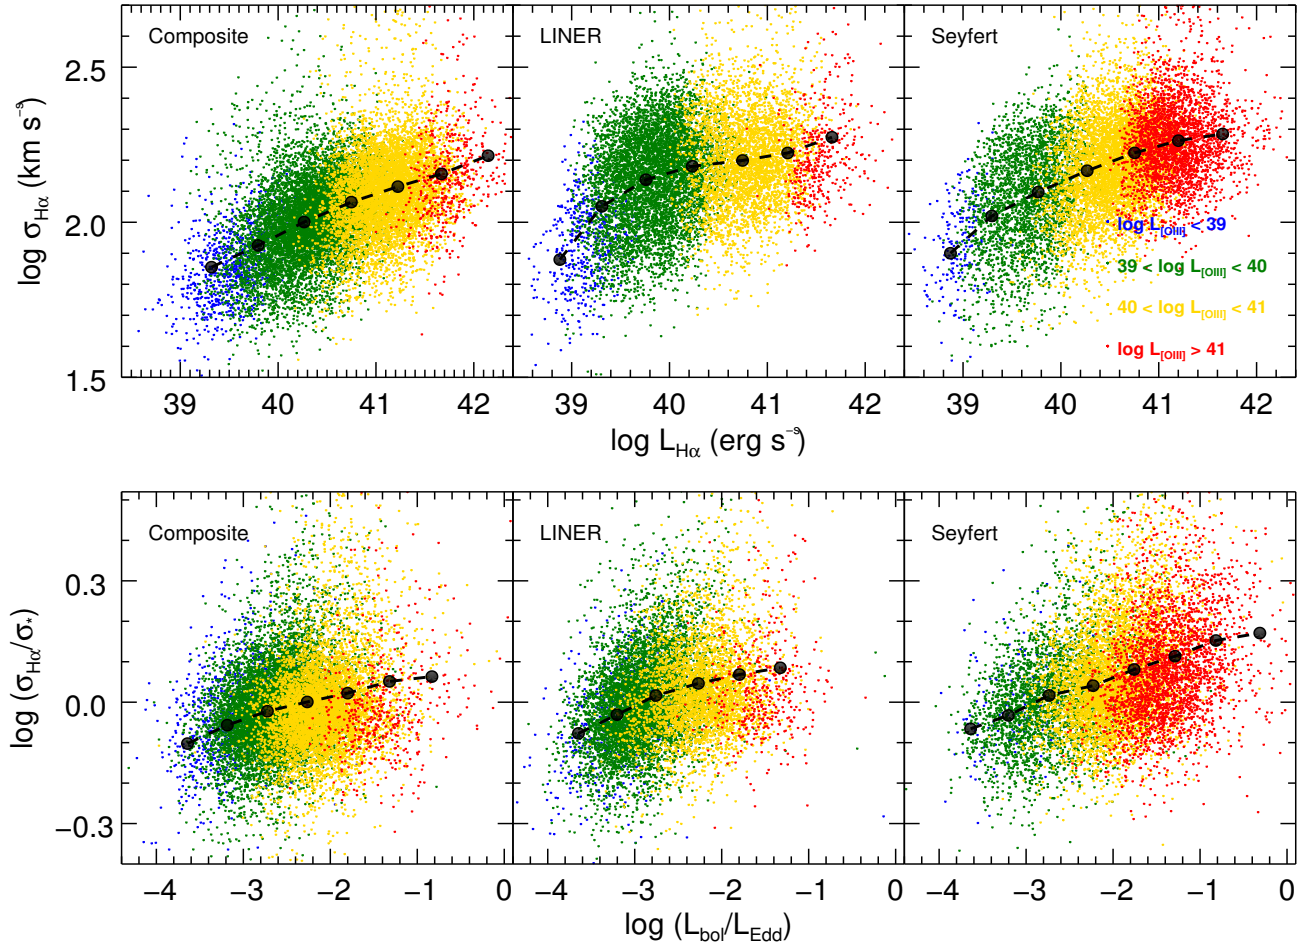 Composite LINER Seyfert
2.5
2.0
1.5
log σHα (km s⁻ˢ)
log L[OIII] < 39
39 < log L[OIII] < 40
40 < log L[OIII] < 41
log L[OIII] > 41
39 40 41 42 39 40 41 42 39 40 41 42
log LHα (erg s⁻ˢ)
Composite LINER Seyfert
0.3
0.0
−0.3
log (σHα/σ*)
−4 −3 −2 −1 0 −4 −3 −2 −1 0 −4 −3 −2 −1 0
log (Lbol/LEdd)